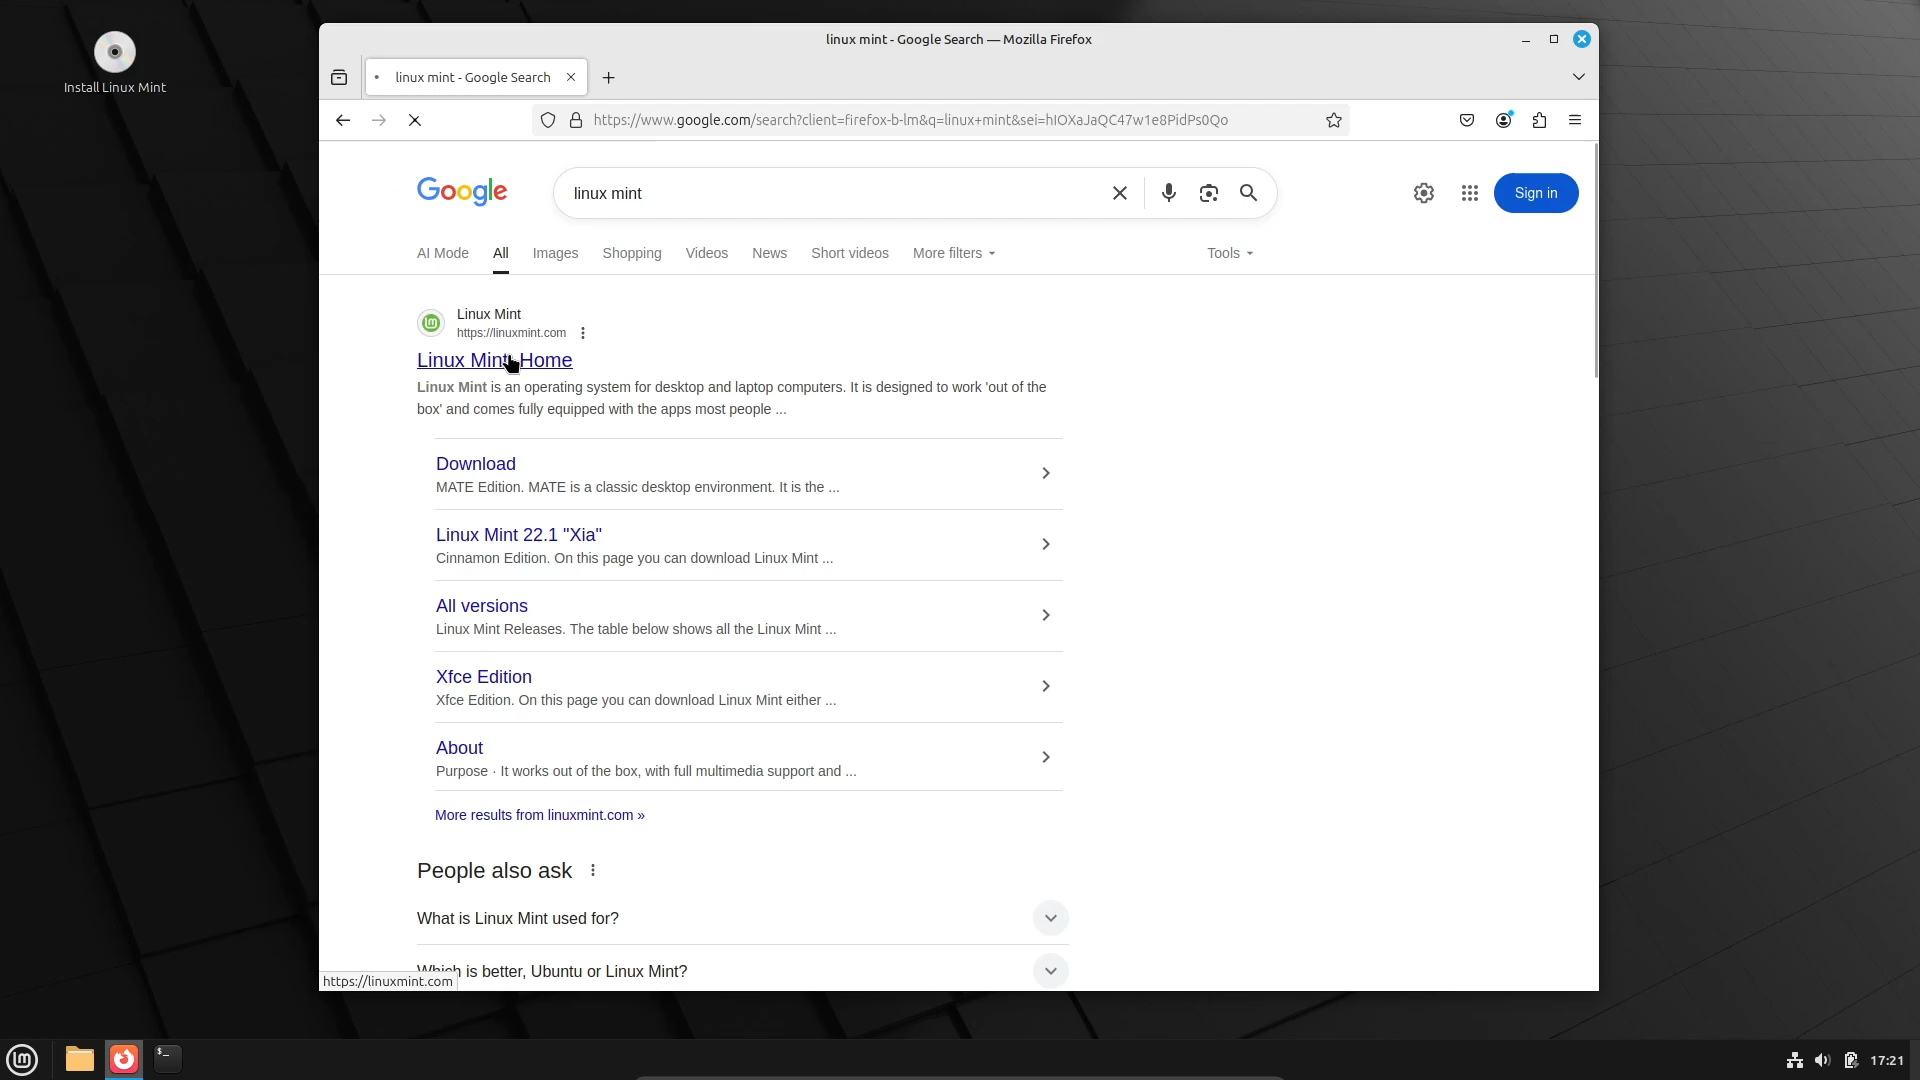 Install Linux Mint
linux mint - Google Search — Mozilla Firefox
linux mint - Google Search
https://www.google.com/search?client=firefox-b-lm&q=linux+mint&sei=hIOXaJaQC47w1e8PidPs0Qo
Google
linux mint
Sign in
AI Mode All Images Shopping Videos News Short videos More filters Tools
Linux Mint
https://linuxmint.com
Linux Mint: Home
Linux Mint is an operating system for desktop and laptop computers. It is designed to work 'out of the
box' and comes fully equipped with the apps most people ...
Download
MATE Edition. MATE is a classic desktop environment. It is the ...
Linux Mint 22.1 "Xia"
Cinnamon Edition. On this page you can download Linux Mint ...
All versions
Linux Mint Releases. The table below shows all the Linux Mint ...
Xfce Edition
Xfce Edition. On this page you can download Linux Mint either ...
About
Purpose · It works out of the box, with full multimedia support and ...
More results from linuxmint.com »
People also ask
What is Linux Mint used for?
Which is better, Ubuntu or Linux Mint?
https://linuxmint.com
17:21